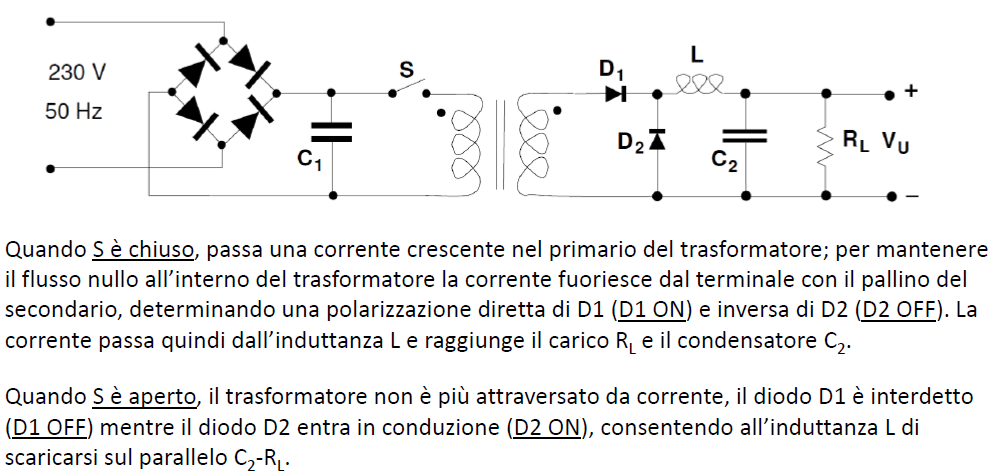 230 V
50 Hz
C1
S
D1
D2
L
C2
RL VU
+
–
Quando S è chiuso, passa una corrente crescente nel primario del trasformatore; per mantenere
il flusso nullo all’interno del trasformatore la corrente fuoriesce dal terminale con il pallino del
secondario, determinando una polarizzazione diretta di D1 (D1 ON) e inversa di D2 (D2 OFF). La
corrente passa quindi dall’induttanza L e raggiunge il carico RL e il condensatore C2.
Quando S è aperto, il trasformatore non è più attraversato da corrente, il diodo D1 è interdetto
(D1 OFF) mentre il diodo D2 entra in conduzione (D2 ON), consentendo all’induttanza L di
scaricarsi sul parallelo C2-RL.